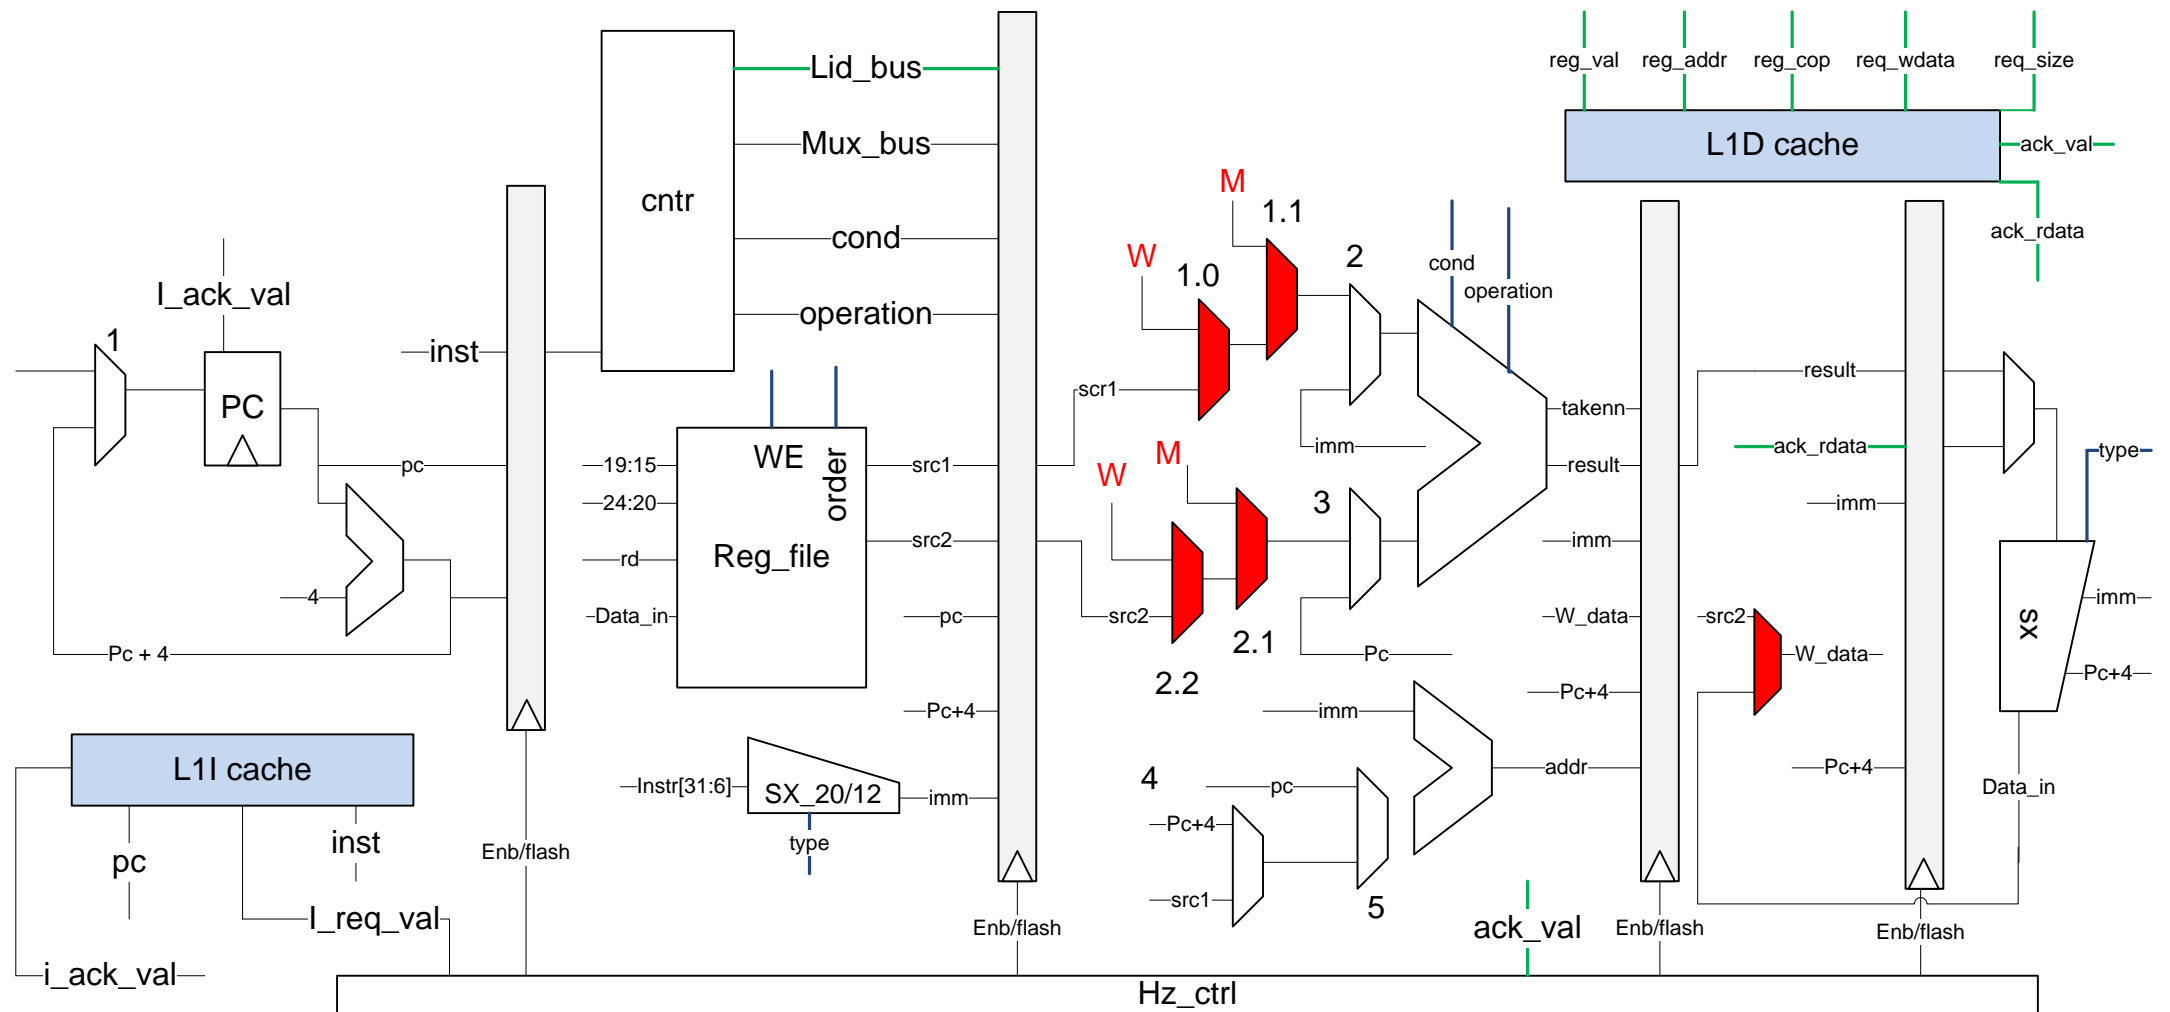 I_ack_val
1
PC
pc
4
Pc + 4
L1I cache
pc
inst
I_req_val
i_ack_val
inst
Enb/flash
cntr
Lid_bus
Mux_bus
cond
operation
19:15
24:20
rd
Data_in
WE
order
Reg_file
src1
src2
pc
Pc+4
Instr[31:6]
SX_20/12
type
imm
Enb/flash
M
W
1.1
1.0
2
scr1
imm
cond
operation
M
W
3
src2
2.1
2.2
Pc
takenn
result
imm
W_data
Pc+4
imm
4
pc
Pc+4
src1
5
addr
ack_val
Enb/flash
reg_val
reg_addr
reg_cop
req_wdata
req_size
L1D cache
ack_val
ack_rdata
result
ack_rdata
imm
src2
W_data
Pc+4
Enb/flash
type
sx
imm
Pc+4
Data_in
Hz_ctrl